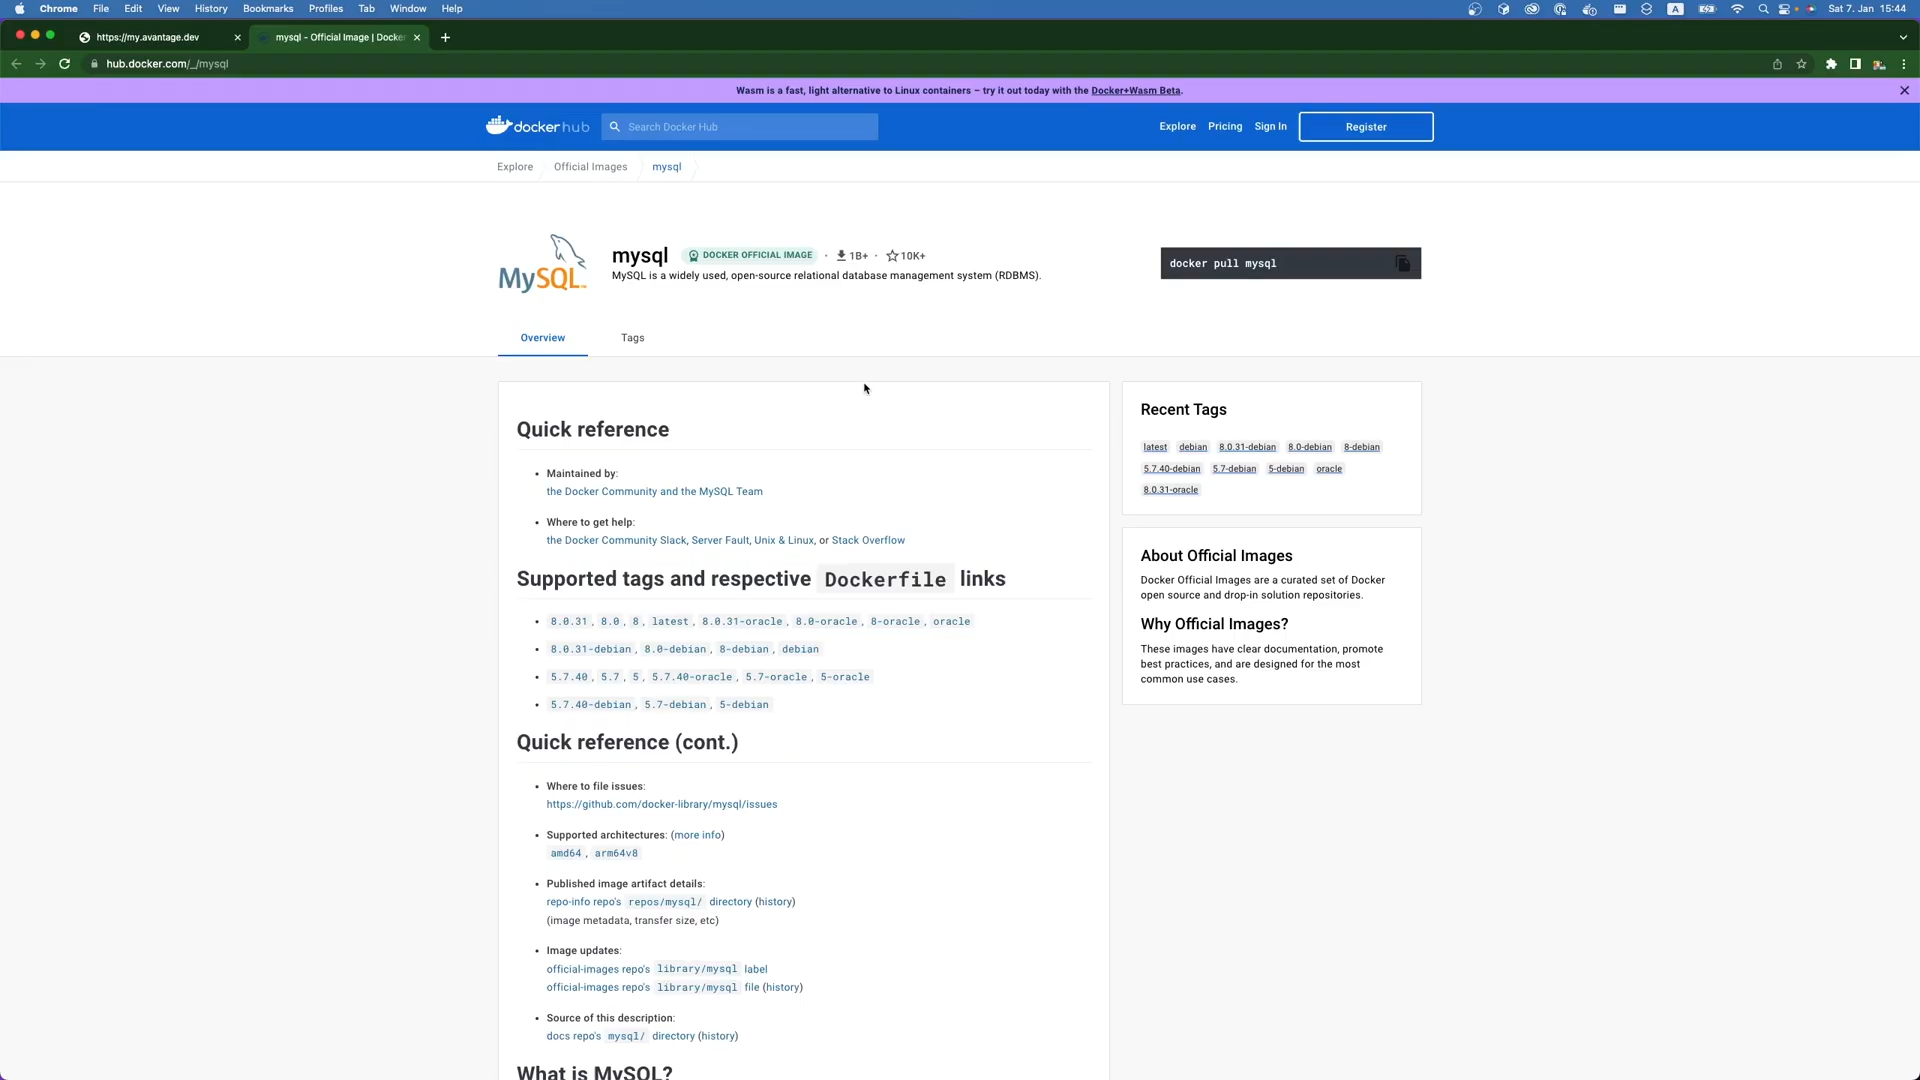 Chrome File Edit View History Bookmarks Profiles Tab Window Help
A
Sat 7. Jan 15:44
https://my.avantage.dev
mysql - Official Image | Docker
hub.docker.com/_/mysql
Wasm is a fast, light alternative to Linux containers – try it out today with the Docker+Wasm Beta.
dockerhub
Search Docker Hub
Explore Pricing Sign In Register
Explore Official Images mysql
MySQL
mysql DOCKER OFFICIAL IMAGE · 1B+ · 10K+
MySQL is a widely used, open-source relational database management system (RDBMS).
docker pull mysql
Overview Tags
Quick reference
• Maintained by:
the Docker Community and the MySQL Team
• Where to get help:
the Docker Community Slack, Server Fault, Unix & Linux, or Stack Overflow
Supported tags and respective Dockerfile links
• 8.0.31, 8.0, 8, latest, 8.0.31-oracle, 8.0-oracle, 8-oracle, oracle
• 8.0.31-debian, 8.0-debian, 8-debian, debian
• 5.7.40, 5.7, 5, 5.7.40-oracle, 5.7-oracle, 5-oracle
• 5.7.40-debian, 5.7-debian, 5-debian
Quick reference (cont.)
• Where to file issues:
https://github.com/docker-library/mysql/issues
• Supported architectures: (more info)
amd64, arm64v8
• Published image artifact details:
repo-info repo's repos/mysql/ directory (history)
(image metadata, transfer size, etc)
• Image updates:
official-images repo's library/mysql label
official-images repo's library/mysql file (history)
• Source of this description:
docs repo's mysql/ directory (history)
What is MySQL?
Recent Tags
latest debian 8.0.31-debian 8.0-debian 8-debian
5.7.40-debian 5.7-debian 5-debian oracle
8.0.31-oracle
About Official Images
Docker Official Images are a curated set of Docker
open source and drop-in solution repositories.
Why Official Images?
These images have clear documentation, promote
best practices, and are designed for the most
common use cases.